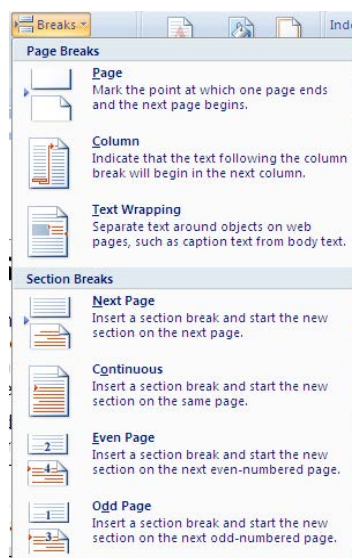 Breaks
Inde
Page Breaks
Page
Mark the point at which one page ends
and the next page begins.
Column
Indicate that the text following the column
break will begin in the next column.
Text Wrapping
Separate text around objects on web
pages, such as caption text from body text.
Section Breaks
Next Page
Insert a section break and start the new
section on the next page.
Continuous
Insert a section break and start the new
section on the same page.
Even Page
Insert a section break and start the new
section on the next even-numbered page.
2
4
Odd Page
Insert a section break and start the new
section on the next odd-numbered page.
1
3